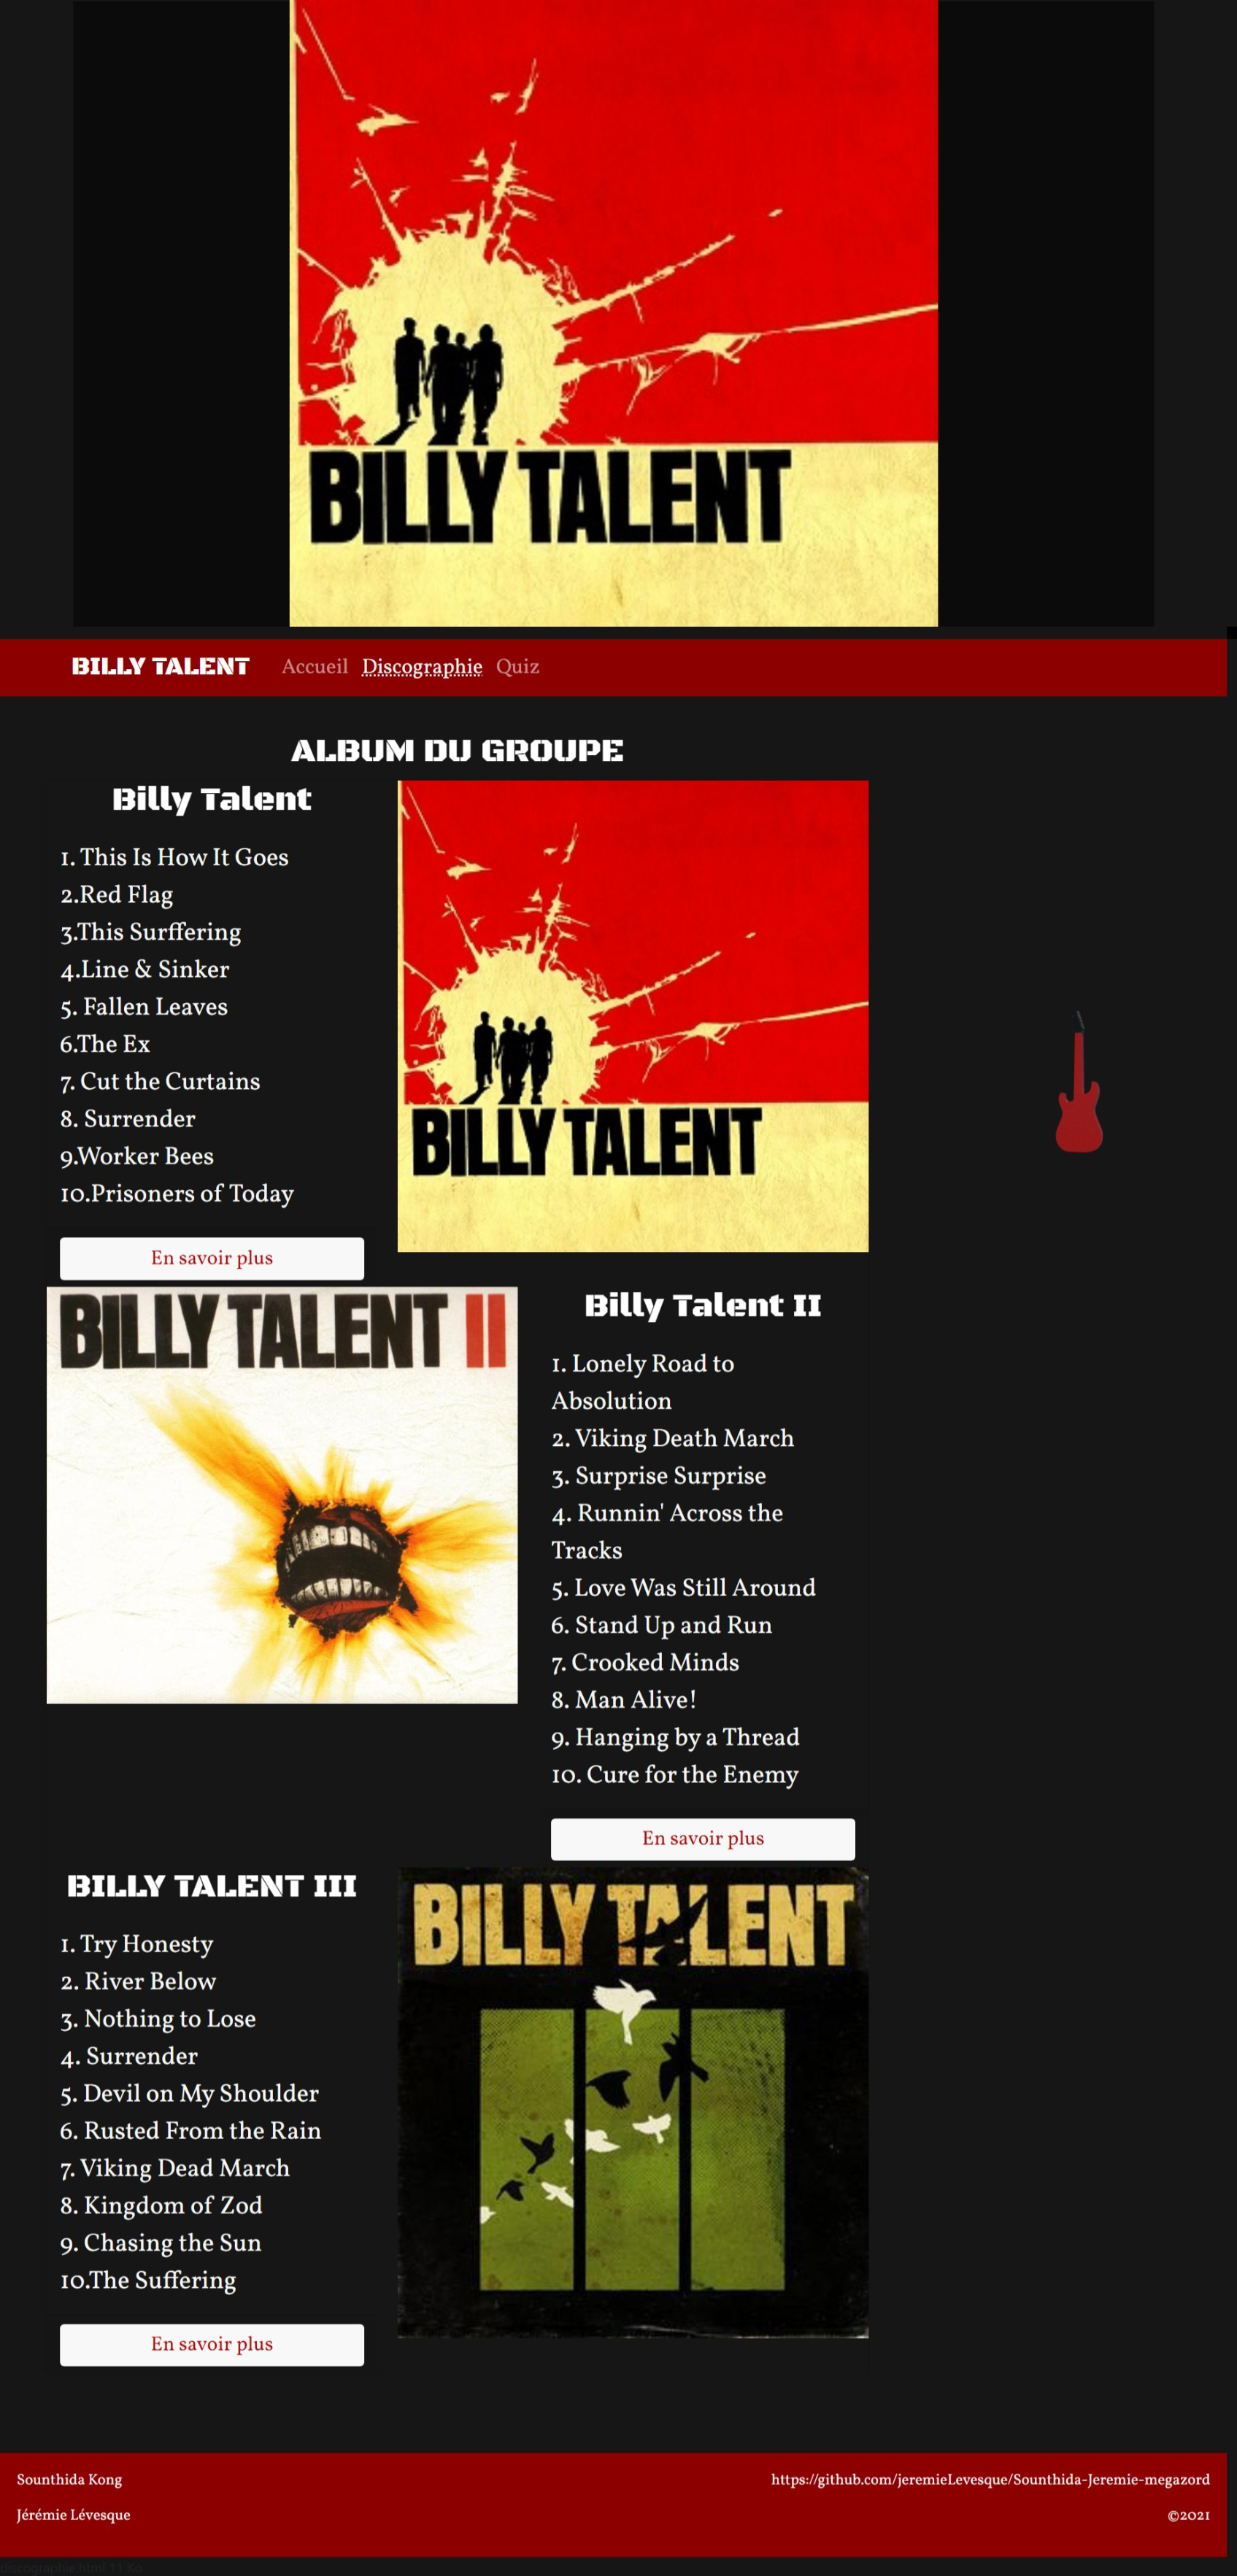 BILLY TALENT
BILLY TALENT Accueil Discographie Quiz
ALBUM DU GROUPE
Billy Talent
1. This Is How It Goes
2.Red Flag
3.This Surffering
4.Line & Sinker
5. Fallen Leaves
6.The Ex
7. Cut the Curtains
8. Surrender
9.Worker Bees
10.Prisoners of Today
En savoir plus
BILLY TALENT
BILLY TALENT II
Billy Talent II
1. Lonely Road to
Absolution
2. Viking Death March
3. Surprise Surprise
4. Runnin' Across the
Tracks
5. Love Was Still Around
6. Stand Up and Run
7. Crooked Minds
8. Man Alive!
9. Hanging by a Thread
10. Cure for the Enemy
En savoir plus
BILLY TALENT III
1. Try Honesty
2. River Below
3. Nothing to Lose
4. Surrender
5. Devil on My Shoulder
6. Rusted From the Rain
7. Viking Dead March
8. Kingdom of Zod
9. Chasing the Sun
10.The Suffering
En savoir plus
BILLY TALENT
Sounthida Kong
https://github.com/jeremieLevesque/Sounthida-Jeremie-megazord
Jérémie Lévesque
©2021
discographie.html 11 Ko